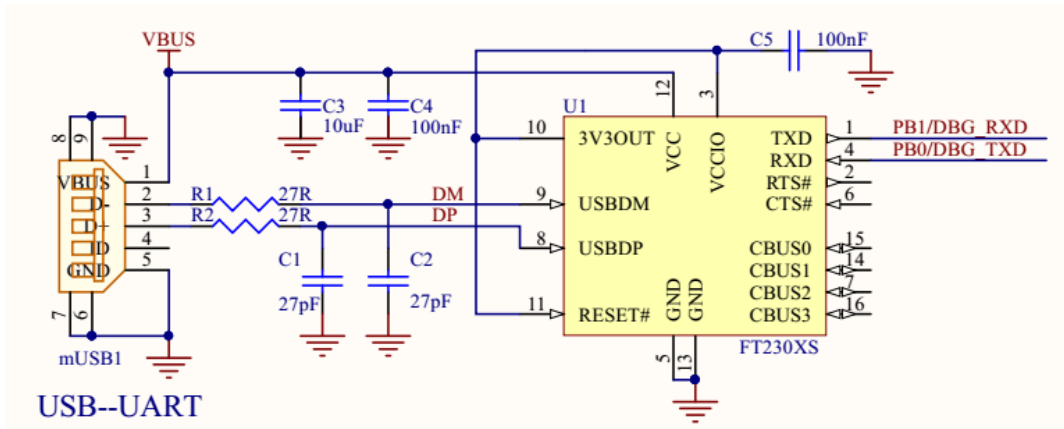 VBUS
C5 100nF
C3
10uF
C4
100nF
12
3
U1
8
9
10
3V3OUT
VCC
VCCIO
TXD
1
PB1/DBG_RXD
RXD
4
PB0/DBG_TXD
RTS#
2
CTS#
6
VBUS
1
D-
2
R1
27R
DM
9
USBDM
D+
3
R2
27R
DP
8
USBDP
ID
4
GND
5
C1
27pF
C2
27pF
CBUS0
15
CBUS1
14
CBUS2
7
CBUS3
16
11
RESET#
GND
GND
5
13
FT230XS
7
6
mUSB1
USB--UART